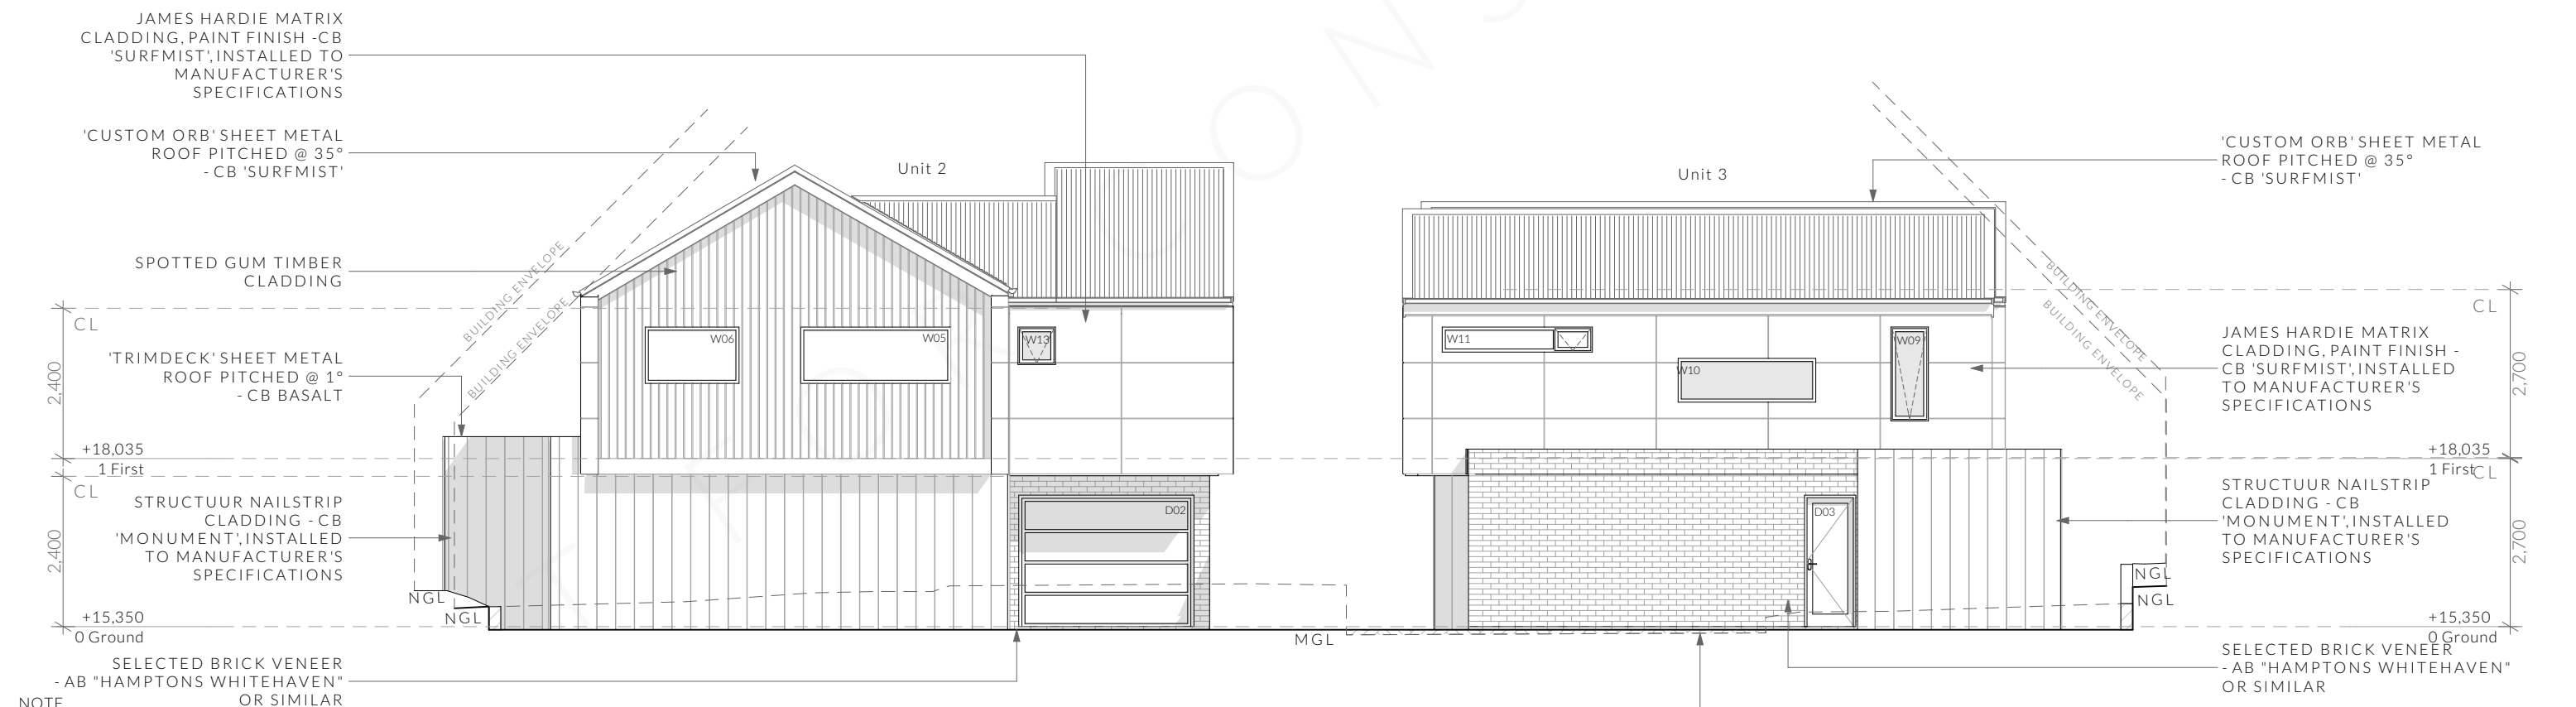 JAMES HARDIE MATRIX
CLADDING, PAINT FINISH -CB
'SURFMIST', INSTALLED TO
MANUFACTURER'S
SPECIFICATIONS
'CUSTOM ORB' SHEET METAL
ROOF PITCHED @ 35°
- CB 'SURFMIST'
SPOTTED GUM TIMBER
CLADDING
CL
2,400
'TRIMDECK' SHEET METAL
ROOF PITCHED @ 1°
- CB BASALT
+18,035
1 First
CL
2,400
STRUCTUUR NAILSTRIP
CLADDING - CB
'MONUMENT', INSTALLED
TO MANUFACTURER'S
SPECIFICATIONS
+15,350
0 Ground
SELECTED BRICK VENEER
- AB "HAMPTONS WHITEHAVEN"
OR SIMILAR
NOTE
BUILDING ENVELOPE
BUILDING ENVELOPE
NGL
NGL
Unit 2
W06
W05
W13
D02
MGL
Unit 3
W11
W10
W09
D03
BUILDING ENVELOPE
BUILDING ENVELOPE
NGL
NGL
'CUSTOM ORB' SHEET METAL
ROOF PITCHED @ 35°
- CB 'SURFMIST'
CL
2,700
JAMES HARDIE MATRIX
CLADDING, PAINT FINISH -
CB 'SURFMIST', INSTALLED
TO MANUFACTURER'S
SPECIFICATIONS
+18,035
1 First
CL
2,700
STRUCTUUR NAILSTRIP
CLADDING - CB
'MONUMENT', INSTALLED
TO MANUFACTURER'S
SPECIFICATIONS
+15,350
0 Ground
SELECTED BRICK VENEER
- AB "HAMPTONS WHITEHAVEN"
OR SIMILAR